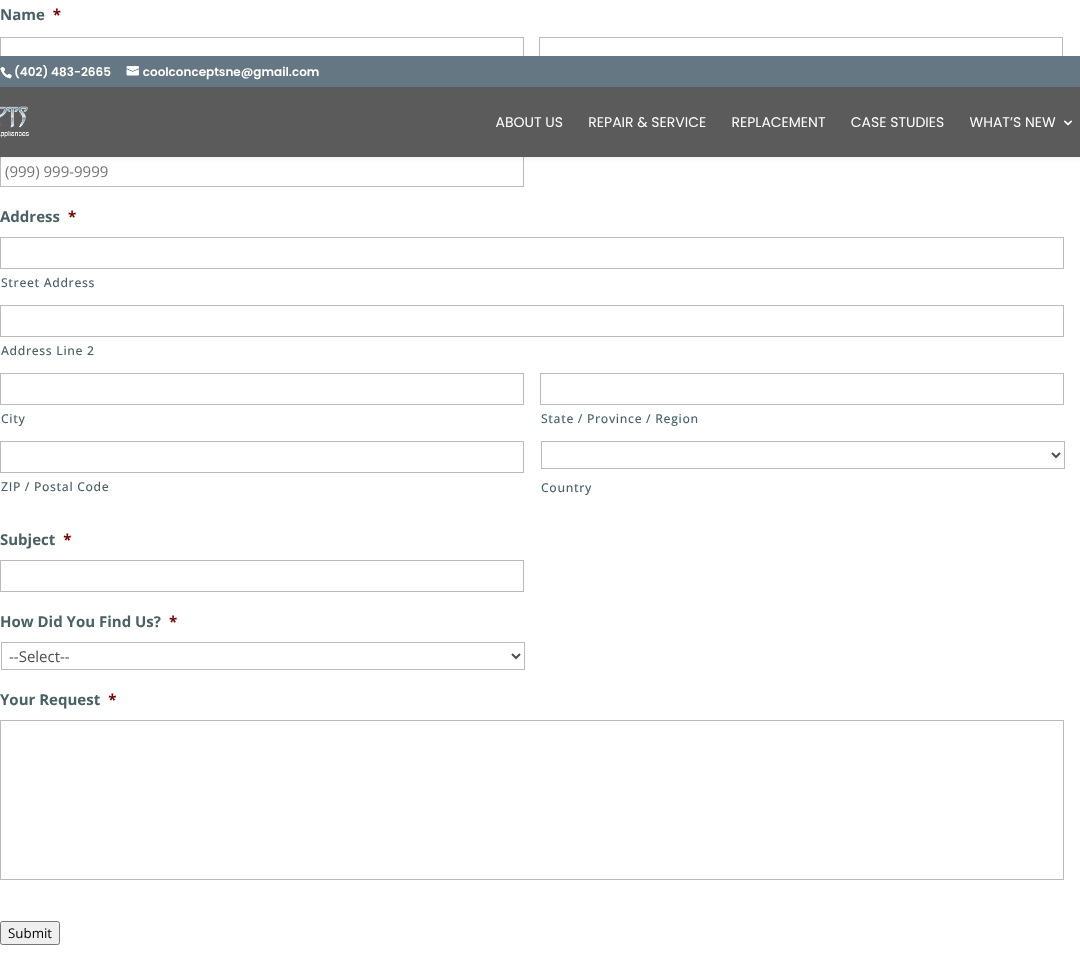 Name *
(402) 483-2665 coolconceptsne@gmail.com
PTS
ppliances
ABOUT US REPAIR & SERVICE REPLACEMENT CASE STUDIES WHAT’S NEW
(999) 999-9999
Address *
Street Address
Address Line 2
City State / Province / Region
ZIP / Postal Code Country
Subject *
How Did You Find Us? *
--Select--
Your Request *
Submit